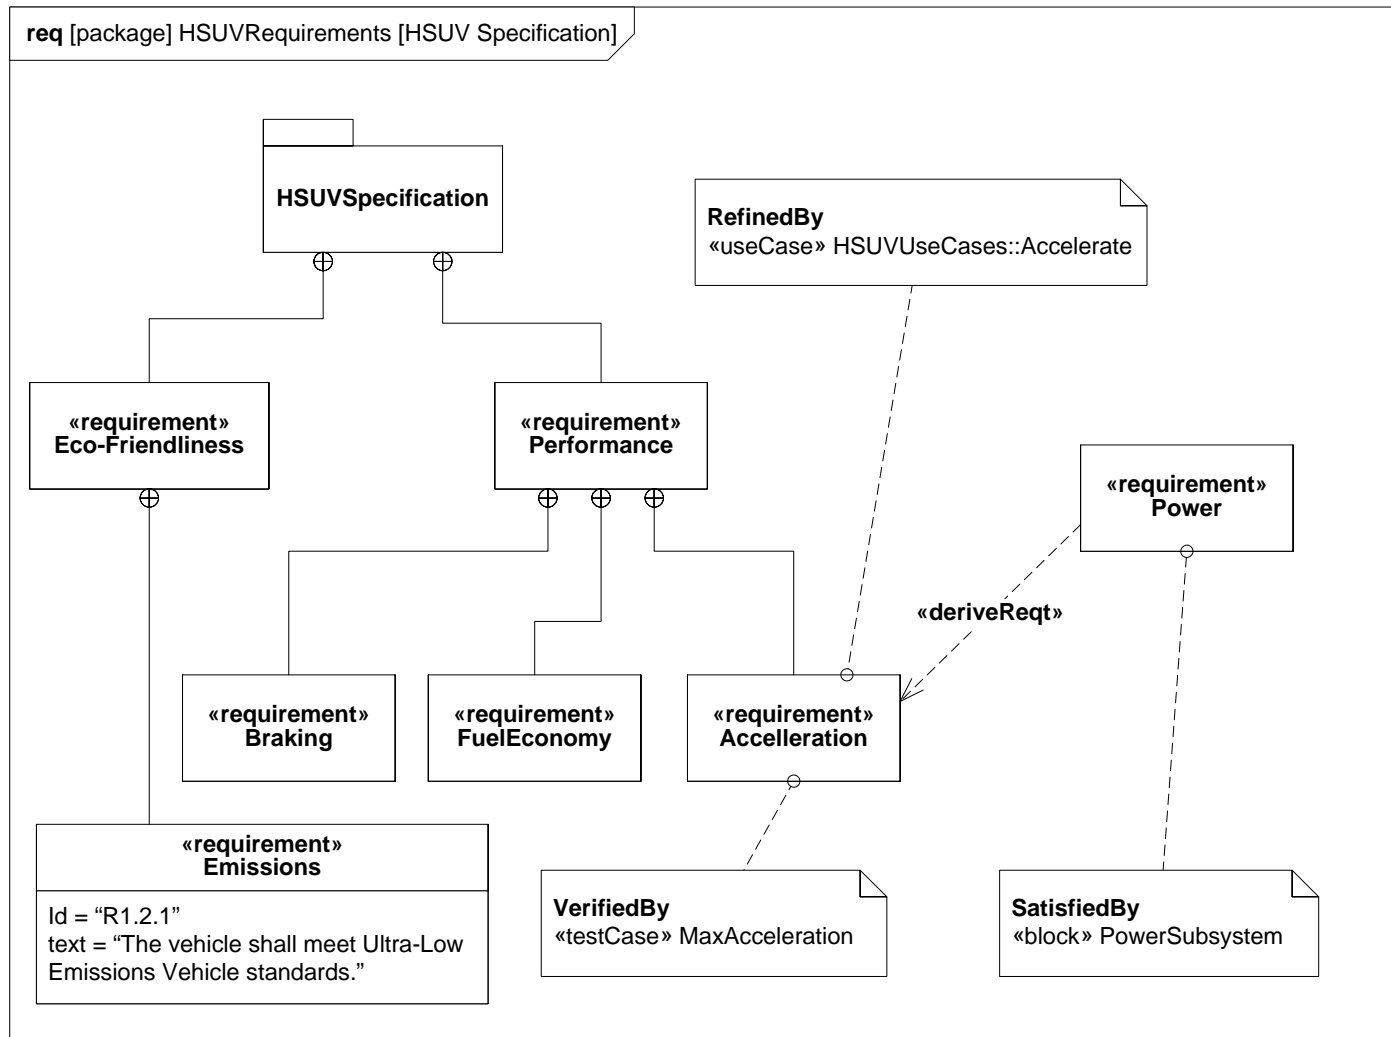 req [package] HSUVRequirements [HSUV Specification]
HSUVSpecification
RefinedBy
«useCase» HSUVUseCases::Accelerate
«requirement»
Eco-Friendliness
«requirement»
Performance
«requirement»
Power
«deriveReqt»
«requirement»
Braking
«requirement»
FuelEconomy
«requirement»
Accelleration
«requirement»
Emissions
Id = “R1.2.1”
text = “The vehicle shall meet Ultra-Low
Emissions Vehicle standards.”
VerifiedBy
«testCase» MaxAcceleration
SatisfiedBy
«block» PowerSubsystem